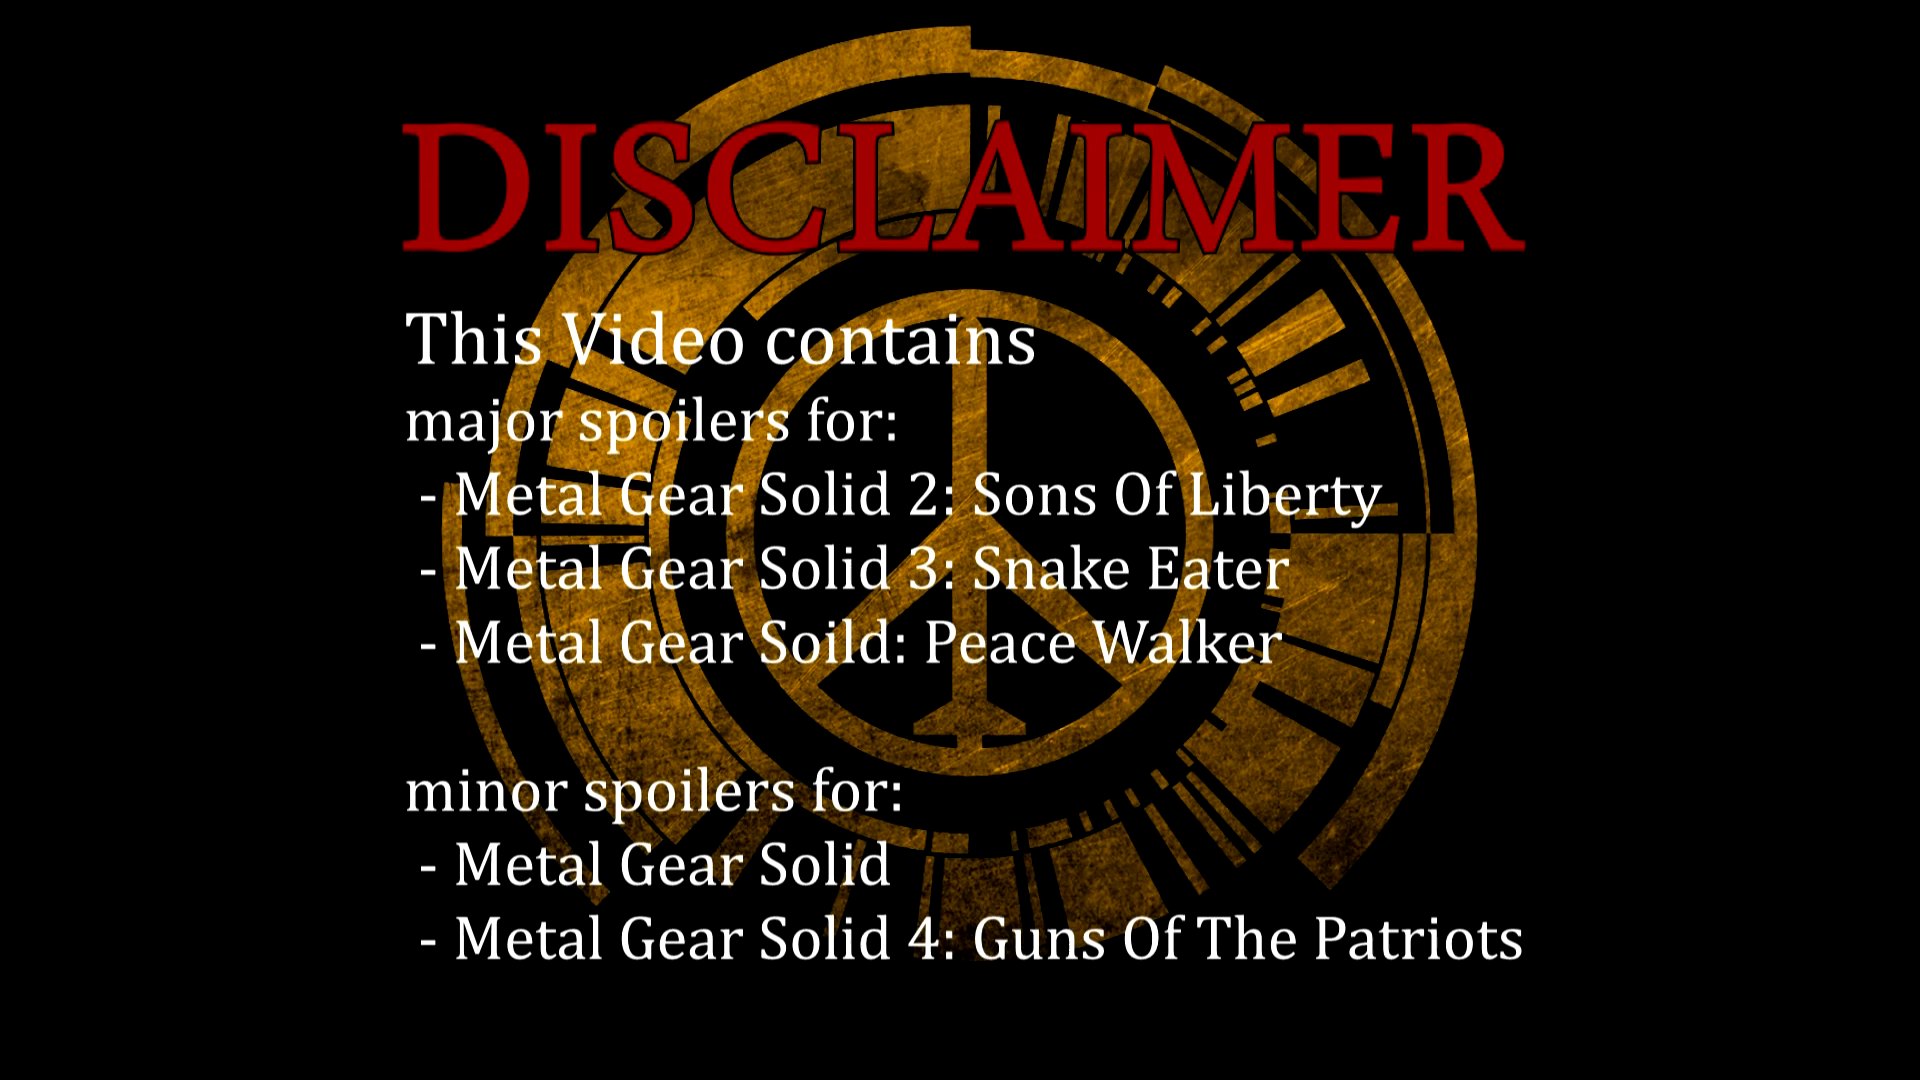 DISCLAIMER
This Video contains
major spoilers for:
- Metal Gear Solid 2: Sons Of Liberty
- Metal Gear Solid 3: Snake Eater
- Metal Gear Soild: Peace Walker
minor spoilers for:
- Metal Gear Solid
- Metal Gear Solid 4: Guns Of The Patriots